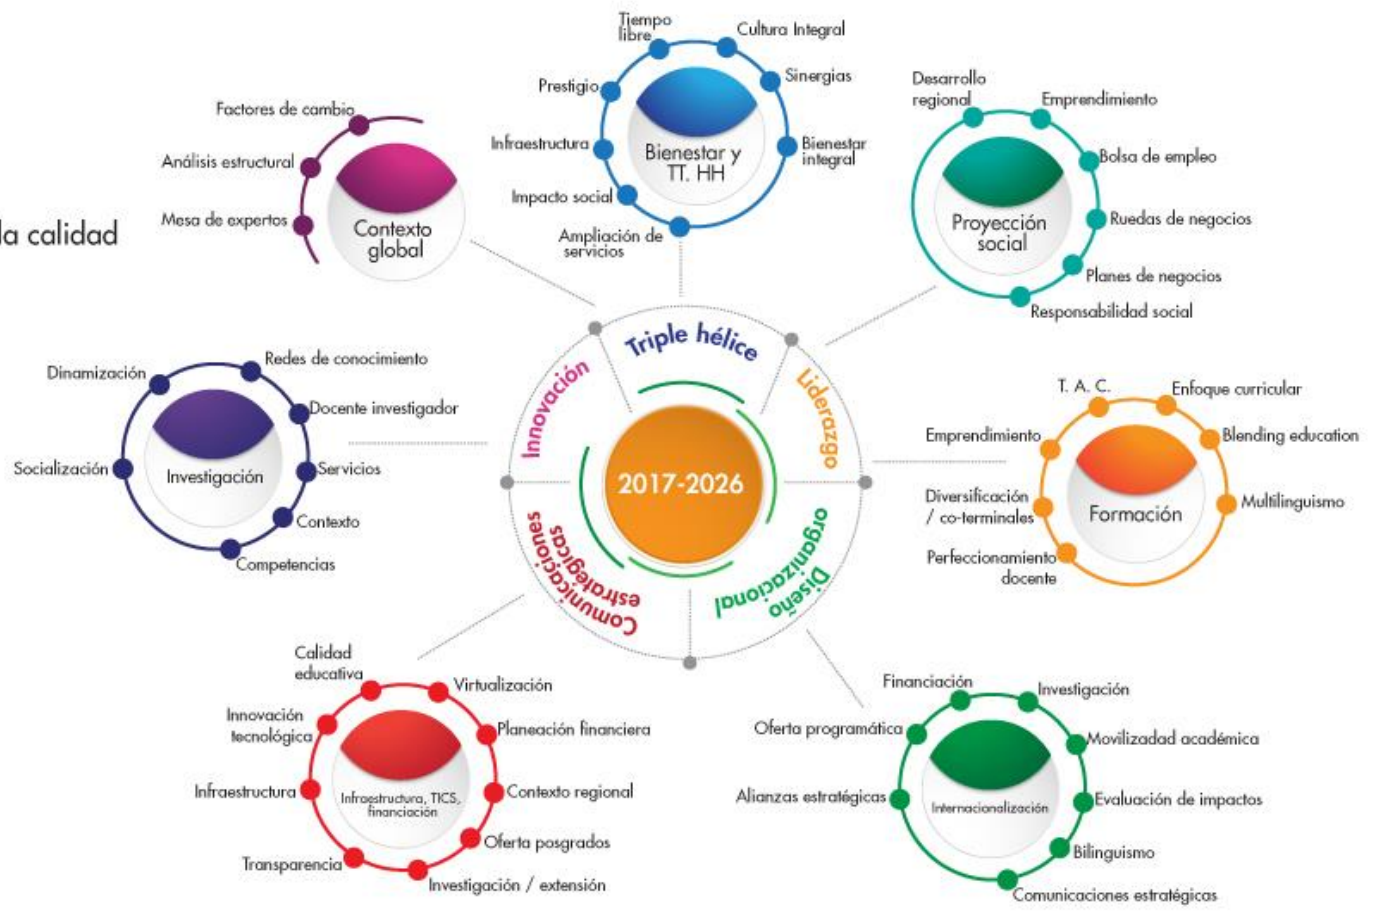 la calidad
Factores de cambio
Análisis estructural
Mesa de expertos
Contexto
global
Tiempo
libre
Cultura Integral
Prestigio
Sinergias
Infraestructura
Bienestar
integral
Impacto social
Ampliación de
servicios
Bienestar y
TT. HH
Desarrollo
regional
Emprendimiento
Bolsa de empleo
Ruedas de negocios
Planes de negocios
Responsabilidad social
Proyección
social
Dinamización
Redes de conocimiento
Docente investigador
Socialización
Servicios
Contexto
Competencias
Investigación
Innovación
Triple hélice
Liderazgo
2017-2026
Comunicaciones
estratégicas
Diseño
organizacional
T. A. C.
Enfoque curricular
Emprendimiento
Blending education
Diversificación
/ co-terminales
Multilinguismo
Perfeccionamiento
docente
Formación
Calidad
educativa
Virtualización
Innovación
tecnológica
Planeación financiera
Infraestructura
Contexto regional
Oferta posgrados
Transparencia
Investigación / extensión
Infraestructura, TICS,
financiación
Financiación
Investigación
Oferta programática
Movilizadad académica
Alianzas estratégicas
Evaluación de impactos
Bilinguismo
Comunicaciones estratégicas
Internacionalización